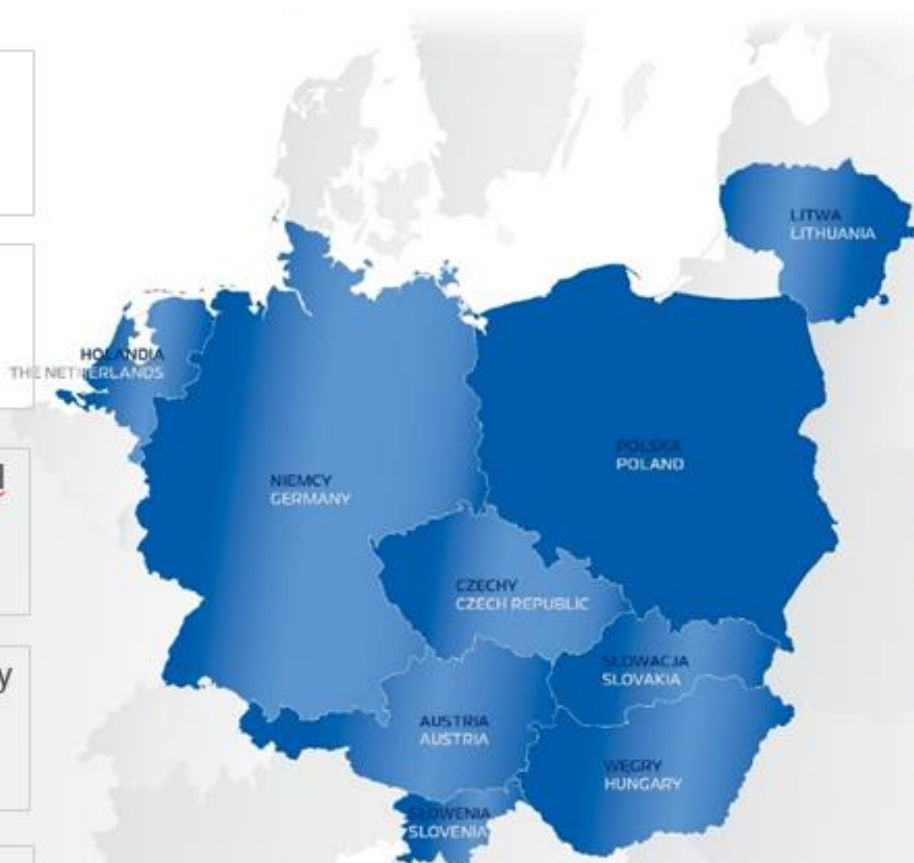 LITWA
LITHUANIA
HOLANDIA
THE NETHERLANDS
POLSKA
POLAND
NIEMCY
GERMANY
CZECHY
CZECH REPUBLIC
SŁOWACJA
SLOVAKIA
AUSTRIA
AUSTRIA
WĘGRY
HUNGARY
SŁOWENIA
SLOVENIA
y